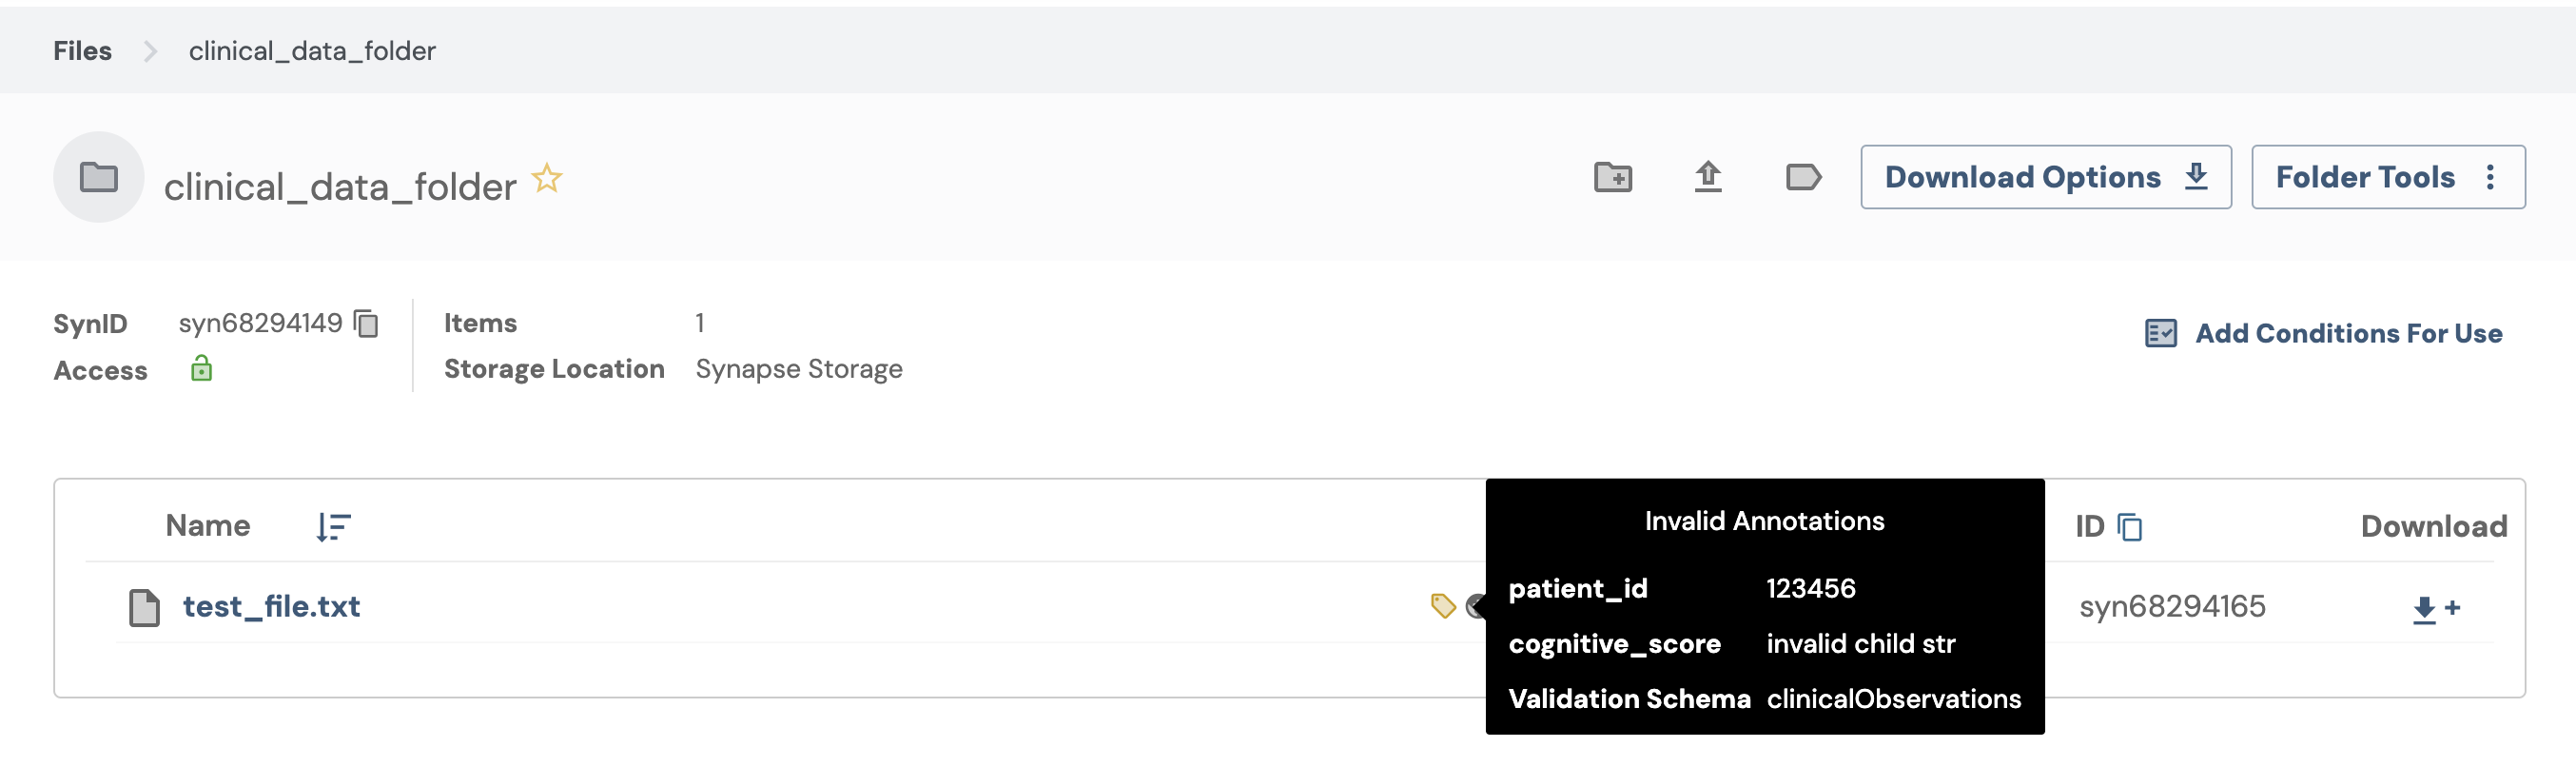 Files clinical_data_folder
clinical_data_folder
Download Options
Folder Tools
SynID syn68294149
Access
Items 1
Storage Location Synapse Storage
Add Conditions For Use
Name ID Download
test_file.txt syn68294165
Invalid Annotations
patient_id 123456
cognitive_score invalid child str
Validation Schema clinicalObservations